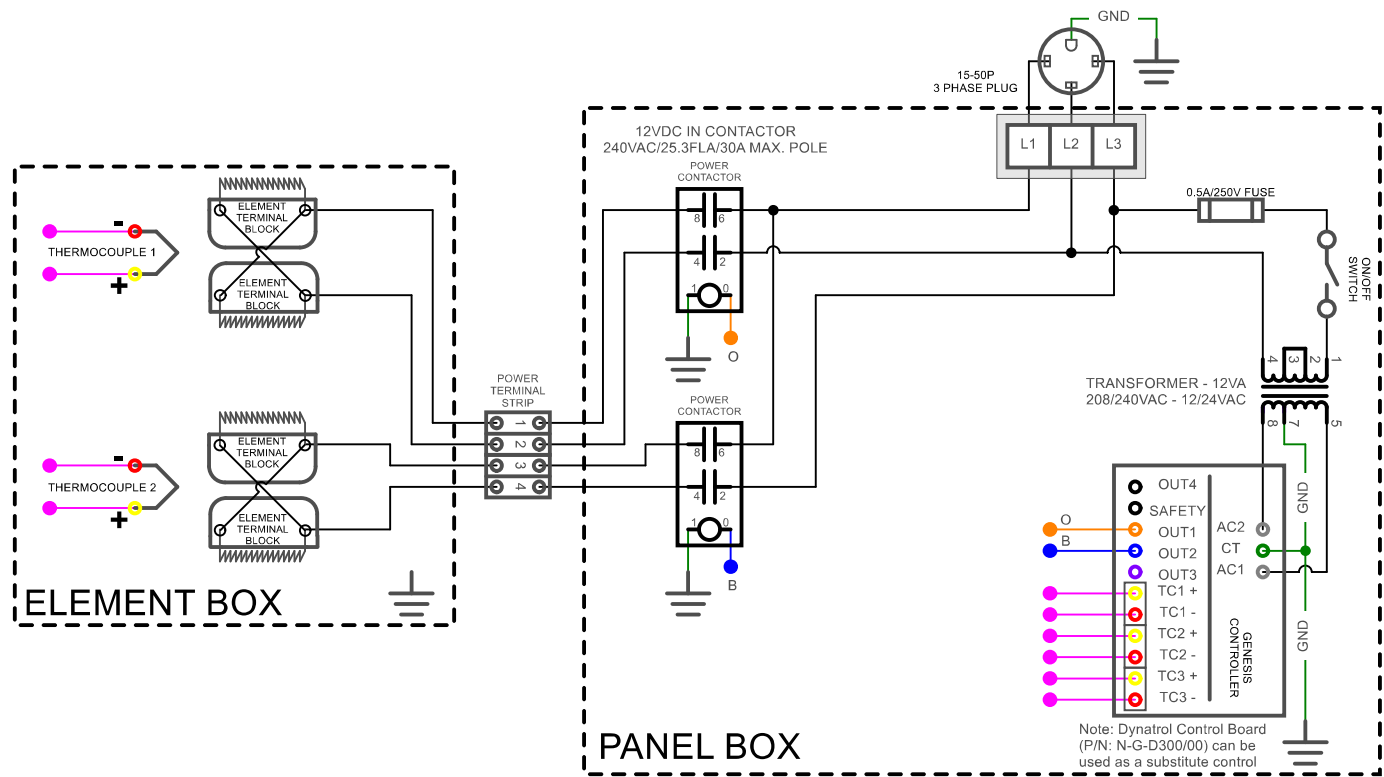 GND
15-50P
3 PHASE PLUG
L1 L2 L3
12VDC IN CONTACTOR
240VAC/25.3FLA/30A MAX. POLE
POWER
CONTACTOR
8 6
4 2
1 0
O
0.5A/250V FUSE
ON/OFF
SWITCH
ELEMENT
TERMINAL
BLOCK
ELEMENT
TERMINAL
BLOCK
-
THERMOCOUPLE 1
+
POWER
TERMINAL
STRIP
1
2
3
4
POWER
CONTACTOR
8 6
4 2
1 0
B
4 3 2 1
TRANSFORMER - 12VA
208/240VAC - 12/24VAC
8 7 5
GND
GND
ELEMENT
TERMINAL
BLOCK
ELEMENT
TERMINAL
BLOCK
-
THERMOCOUPLE 2
+
ELEMENT BOX
O
B
OUT4
SAFETY
OUT1
OUT2
OUT3
TC1 +
TC1 -
TC2 +
TC2 -
TC3 +
TC3 -
AC2
CT
AC1
GENESIS
CONTROLLER
Note: Dynatrol Control Board
(P/N: N-G-D300/00) can be
used as a substitute control
PANEL BOX